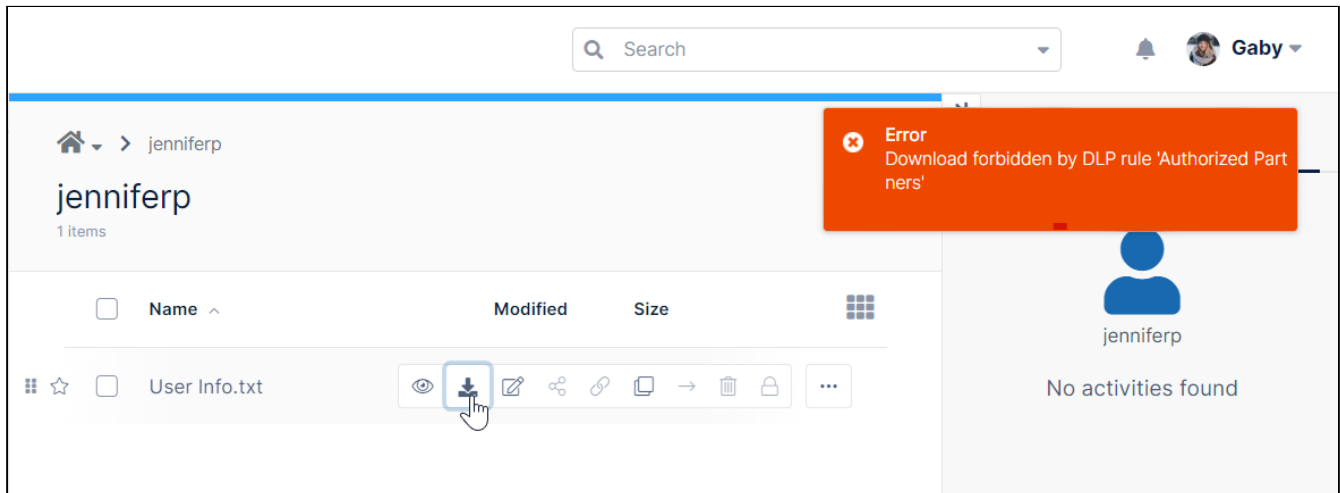 Search
Gaby
jenniferp
Error
Download forbidden by DLP rule 'Authorized Part
ners'
jenniferp
1 items
Name
Modified
Size
jenniferp
User Info.txt
No activities found